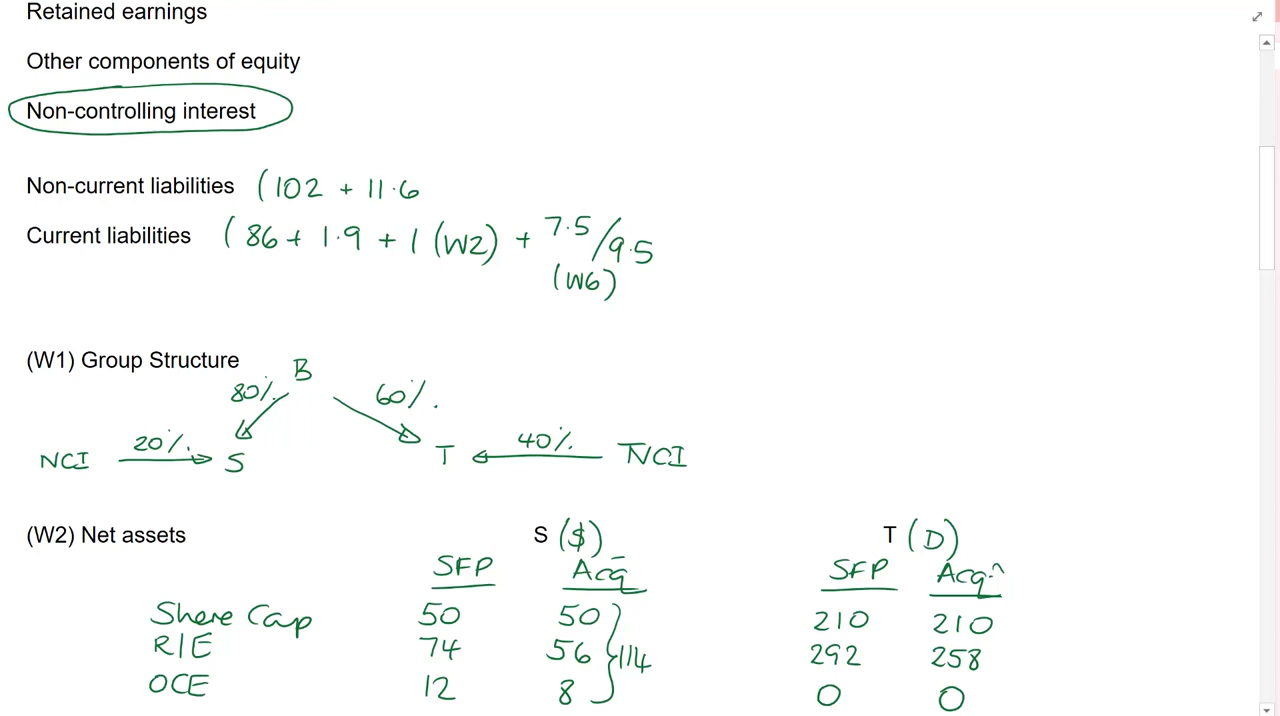 Retained earnings
Other components of equity
Non-controlling interest
Non-current liabilities (102 + 11.6
Current liabilities (86 + 1.9 + 1 (W2) + 7.5/9.5
(W6)
(W1) Group Structure B
80% 60%.
20%. 40%.
NCI S T NCI
(W2) Net assets S ($) T (D)
SFP Acq SFP Acq^n
Share Cap 50 50 210 210
R/E 74 56 }114 292 258
OCE 12 8 0 0